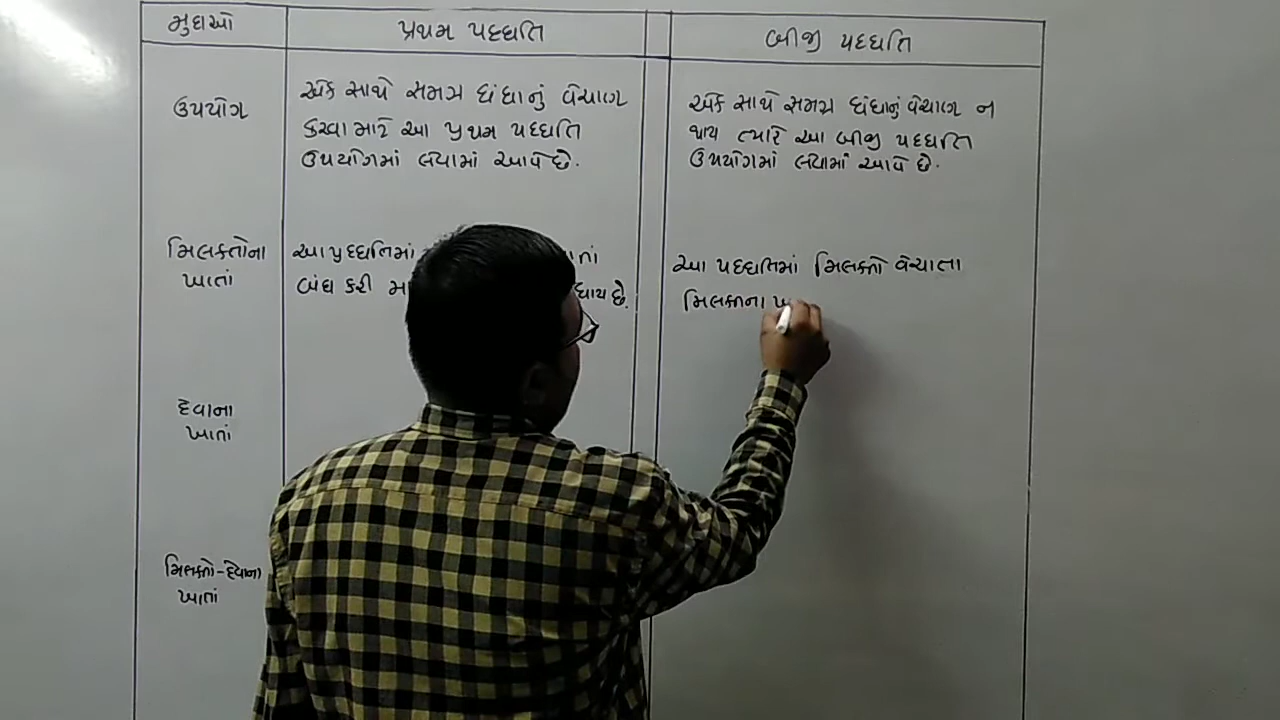 મુદ્દાઓ
પ્રથમ પદ્ધતિ
બીજી પદ્ધતિ
ઉપયોગ
એક સાથે સમગ્ર ધંધાનું વેચાણ
કરવા માટે આ પ્રથમ પદ્ધતિ
ઉપયોગમાં લેવામાં આવે છે.
એક સાથે સમગ્ર ધંધાનું વેચાણ ન
થાય ત્યારે આ બીજી પદ્ધતિ
ઉપયોગમાં લેવામાં આવે છે.
મિલકતોના
ખાતાં
આ પદ્ધતિમાં
બંધ કરી
આ પદ્ધતિમાં મિલકતો વેચાતા
મિલકતના
દેવાના
ખાતાં
મિલકતો-દેવાના
ખાતાં